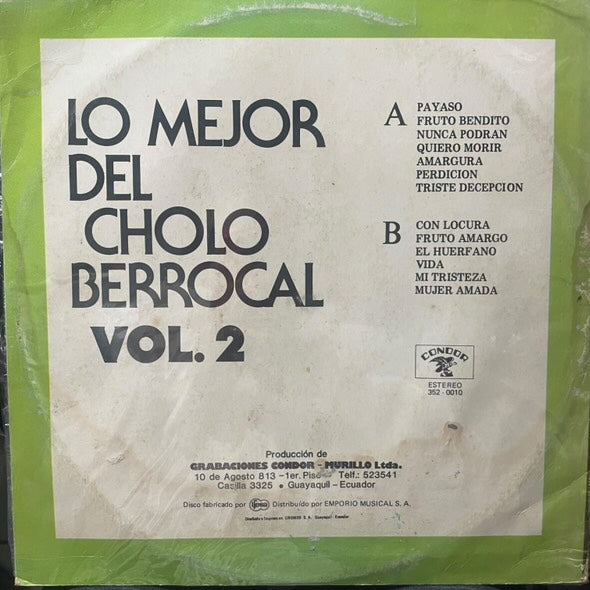 LO MEJOR
DEL
CHOLO
BERROCAL
VOL. 2
A
PAYASO
FRUTO BENDITO
NUNCA PODRAN
QUIERO MORIR
AMARGURA
PERDICION
TRISTE DECEPCION
B
CON LOCURA
FRUTO AMARGO
EL HUERFANO
VIDA
MI TRISTEZA
MUJER AMADA
CONDOR
ESTEREO
352 - 0010
Producción de
GRABACIONES CONDOR - MURILLO Ltda.
10 de Agosto 813 - 1er. Piso - Telf.: 523541
Casilla 3325 • Guayaquil - Ecuador
Disco fabricado por Distribuído por EMPORIO MUSICAL S. A.
Guayaquil - Ecuador